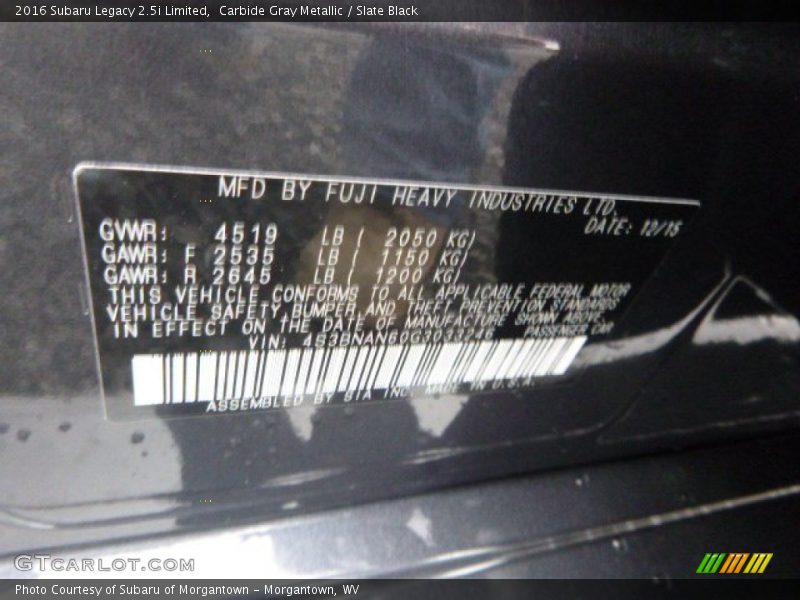 2016 Subaru Legacy 2.5i Limited,  Carbide Gray Metallic / Slate Black
MFD BY FUJI HEAVY INDUSTRIES LTD.
DATE: 12/15
GVWR: 4519 LB ( 2050 KG)
GAWR: F 2535 LB ( 1150 KG)
GAWR: R 2645 LB ( 1200 KG)
THIS VEHICLE CONFORMS TO ALL APPLICABLE FEDERAL MOTOR
VEHICLE SAFETY,BUMPER,AND THEFT PREVENTION STANDARDS
IN EFFECT ON THE DATE OF MANUFACTURE SHOWN ABOVE.
VIN: PASSENGER CAR
ASSEMBLED BY SIA INC. MADE IN U.S.A.
GTCARLOT.COM
Photo Courtesy of Subaru of Morgantown - Morgantown, WV